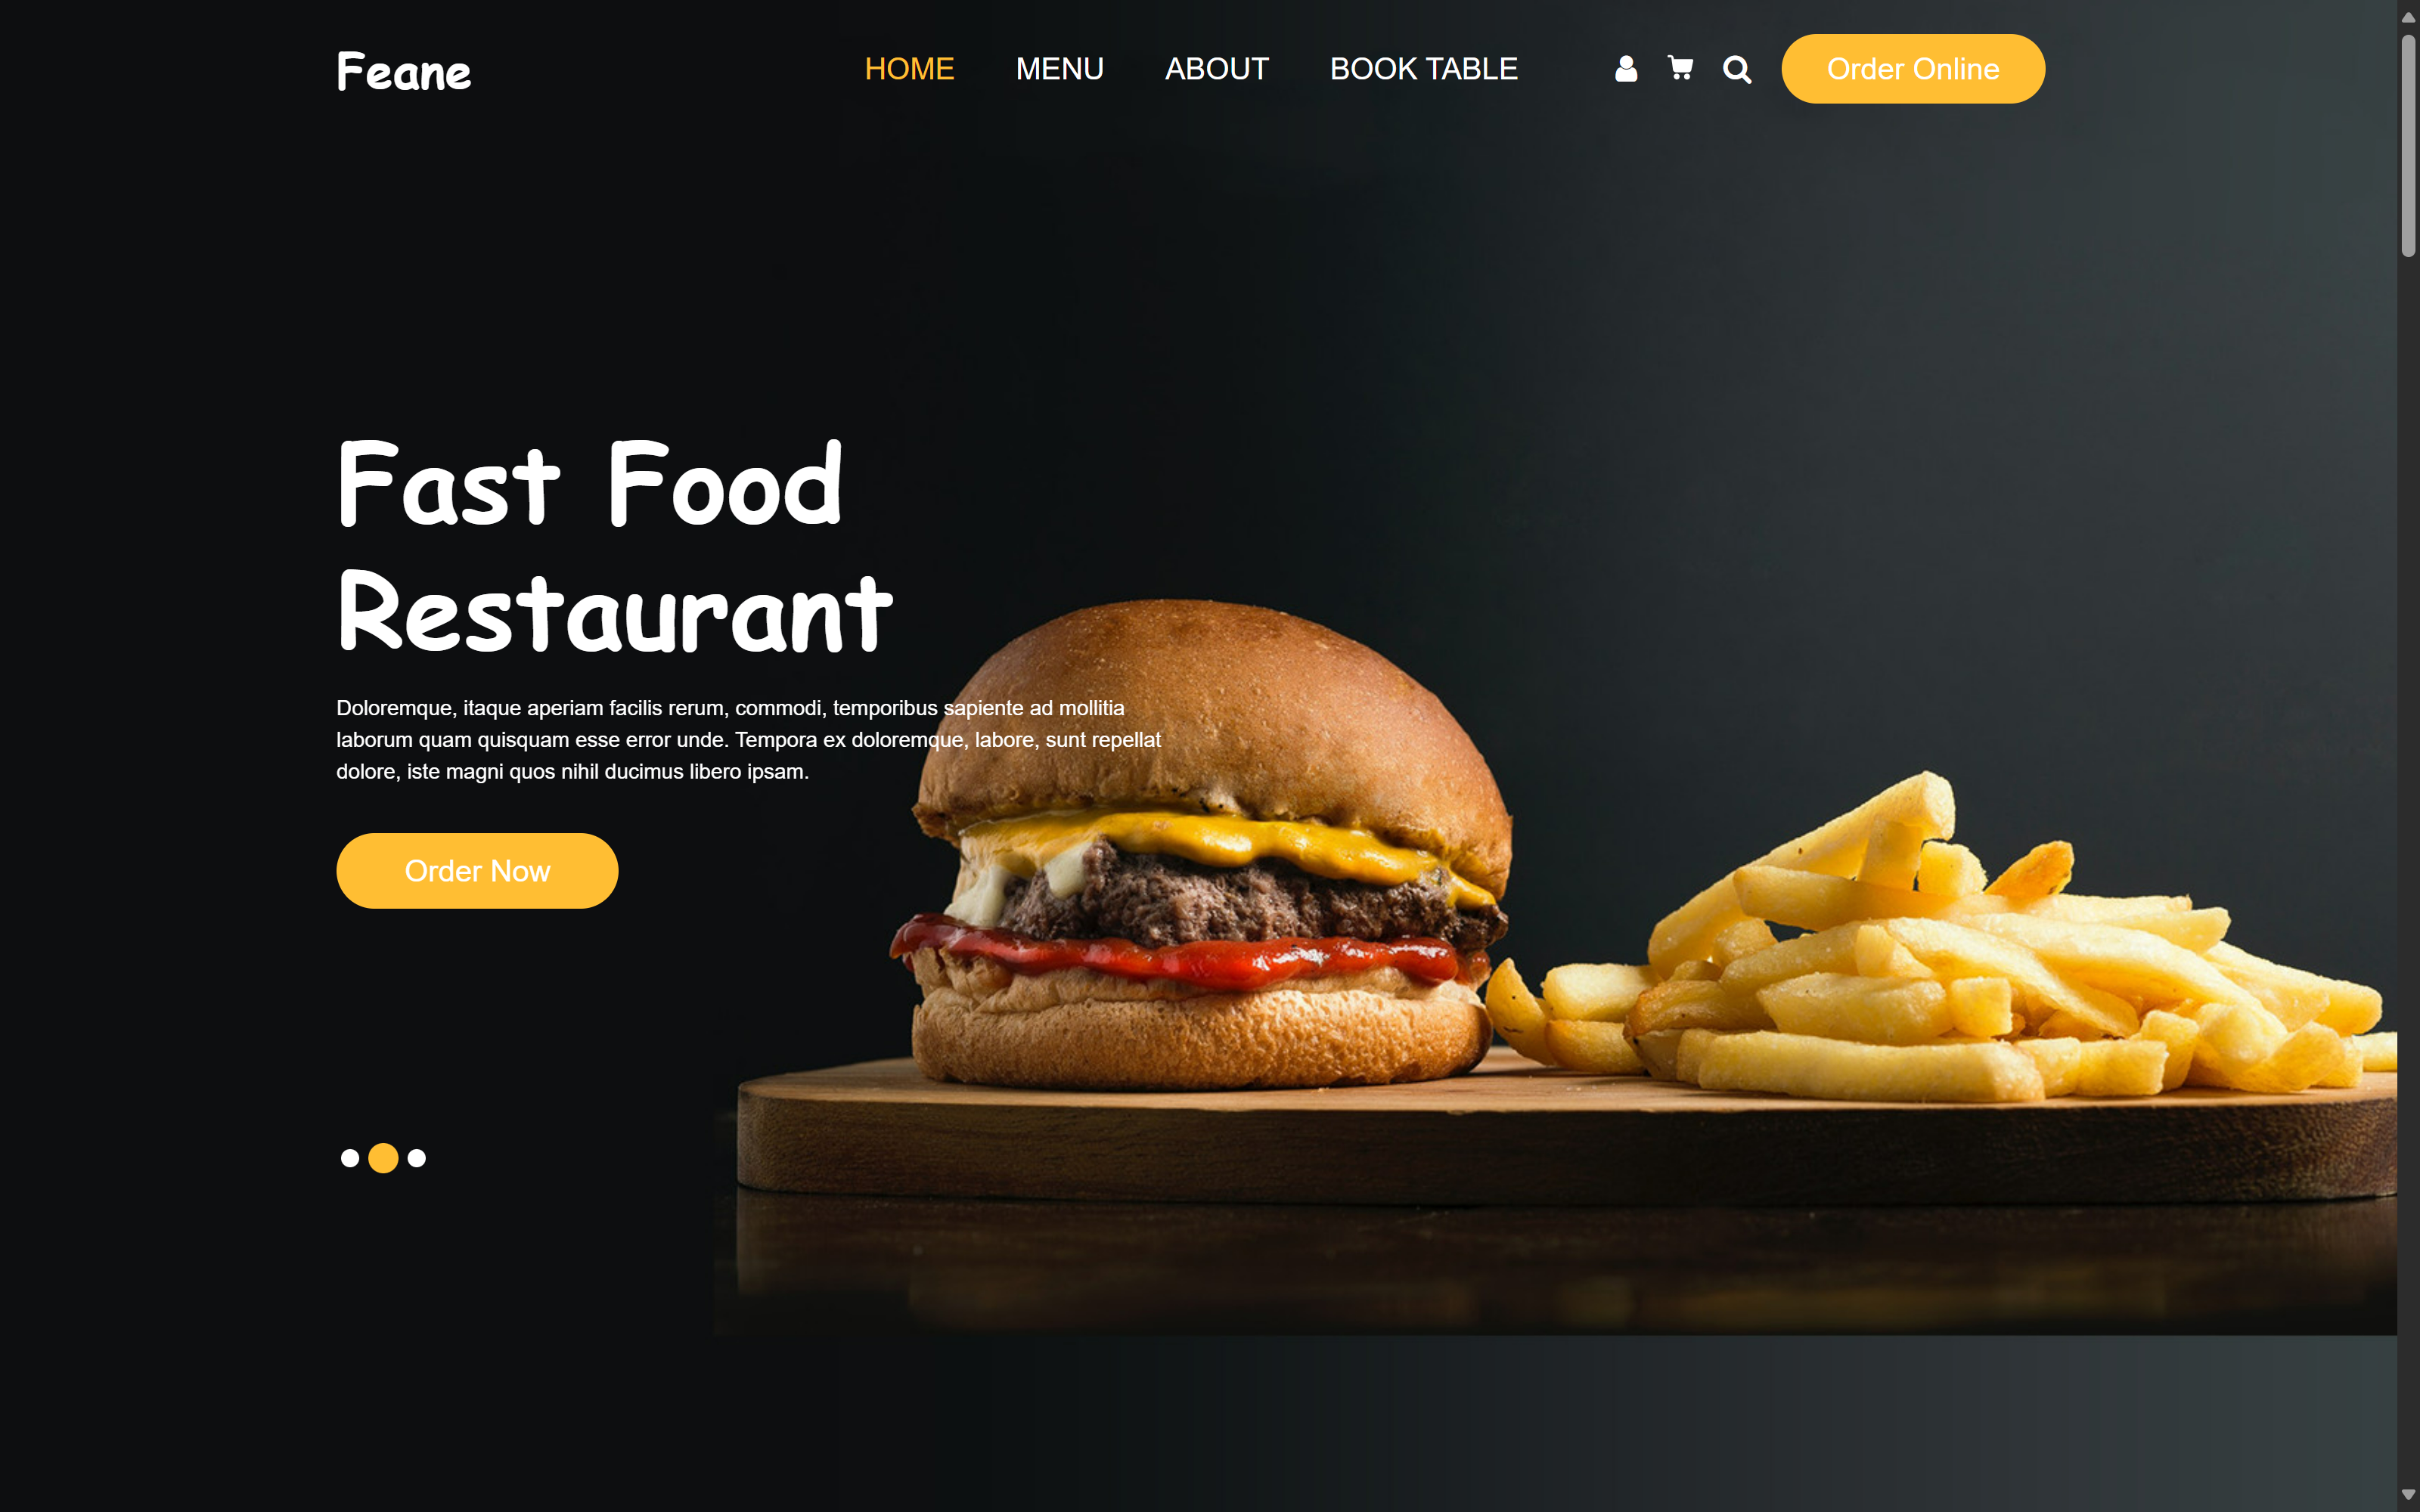 Feane
HOME MENU ABOUT BOOK TABLE Order Online
Fast Food
Restaurant
Doloremque, itaque aperiam facilis rerum, commodi, temporibus sapiente ad mollitia
laborum quam quisquam esse error unde. Tempora ex doloremque, labore, sunt repellat
dolore, iste magni quos nihil ducimus libero ipsam.
Order Now